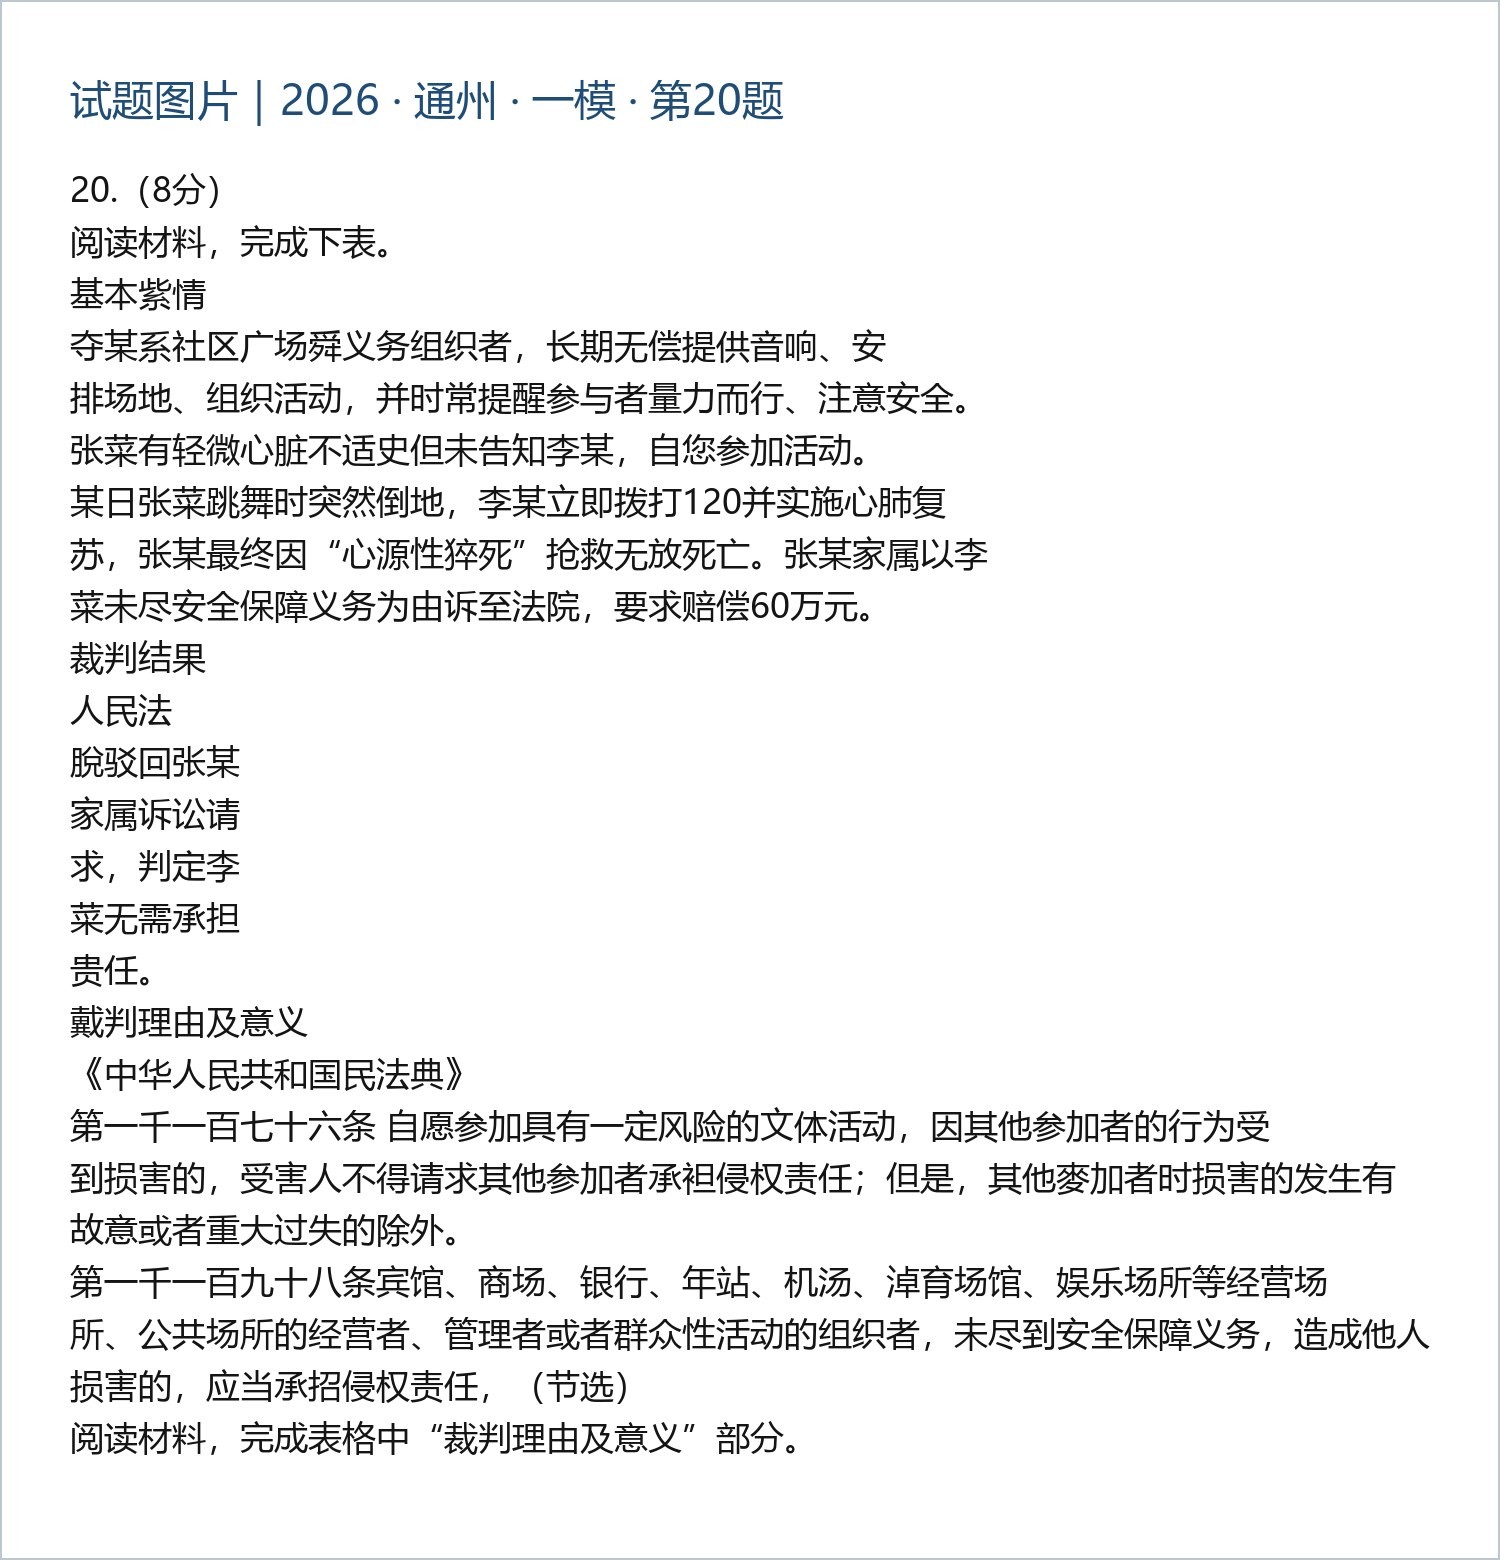 试题图片 | 2026 · 通州 · 一模 · 第20题
20.（8分）
阅读材料，完成下表。
基本紫情
夺某系社区广场舜义务组织者，长期无偿提供音响、安
排场地、组织活动，并时常提醒参与者量力而行、注意安全。
张菜有轻微心脏不适史但未告知李某，自您参加活动。
某日张菜跳舞时突然倒地，李某立即拨打120并实施心肺复
苏，张某最终因“心源性猝死”抢救无放死亡。张某家属以李
菜未尽安全保障义务为由诉至法院，要求赔偿60万元。
裁判结果
人民法
脫驳回张某
家属诉讼请
求，判定李
菜无需承担
贵任。
戴判理由及意义
《中华人民共和国民法典》
第一千一百七十六条 自愿参加具有一定风险的文体活动，因其他参加者的行为受
到损害的，受害人不得请求其他参加者承袒侵权责任；但是，其他麥加者时损害的发生有
故意或者重大过失的除外。
第一千一百九十八条宾馆、商场、银行、年站、机汤、淖育场馆、娱乐场所等经营场
所、公共场所的经营者、管理者或者群众性活动的组织者，未尽到安全保障义务，造成他人
损害的，应当承招侵权责任，（节选）
阅读材料，完成表格中“裁判理由及意义”部分。